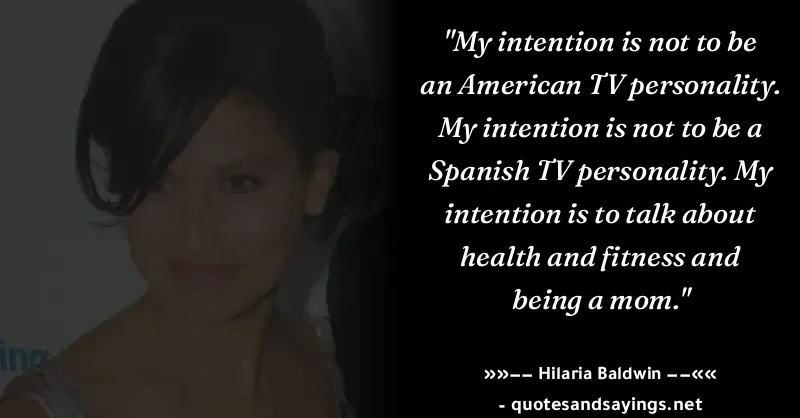 "My intention is not to be
an American TV personality.
My intention is not to be a
Spanish TV personality. My
intention is to talk about
health and fitness and
being a mom."
»»−− Hilaria Baldwin −−««
- quotesandsayings.net
ing